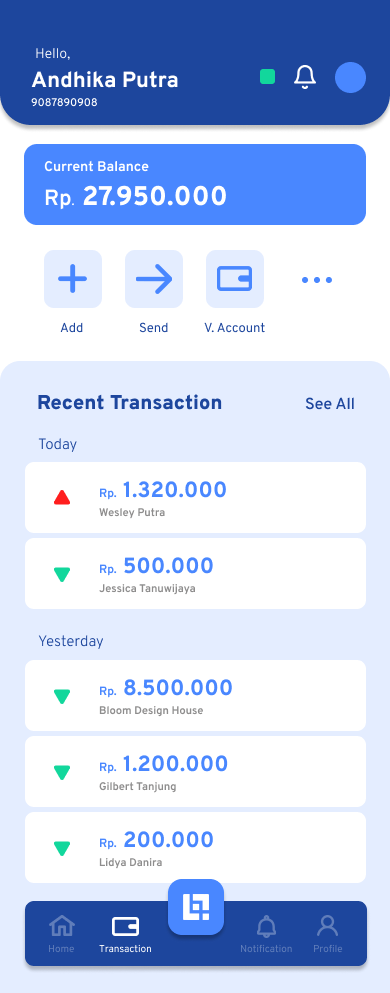 Hello,
Andhika Putra
9087890908
Current Balance
Rp. 27.950.000
Add
Send
V. Account
Recent Transaction
See All
Today
Rp. 1.320.000
Wesley Putra
Rp. 500.000
Jessica Tanuwijaya
Yesterday
Rp. 8.500.000
Bloom Design House
Rp. 1.200.000
Gilbert Tanjung
Rp. 200.000
Lidya Danira
Home
Transaction
Notification
Profile